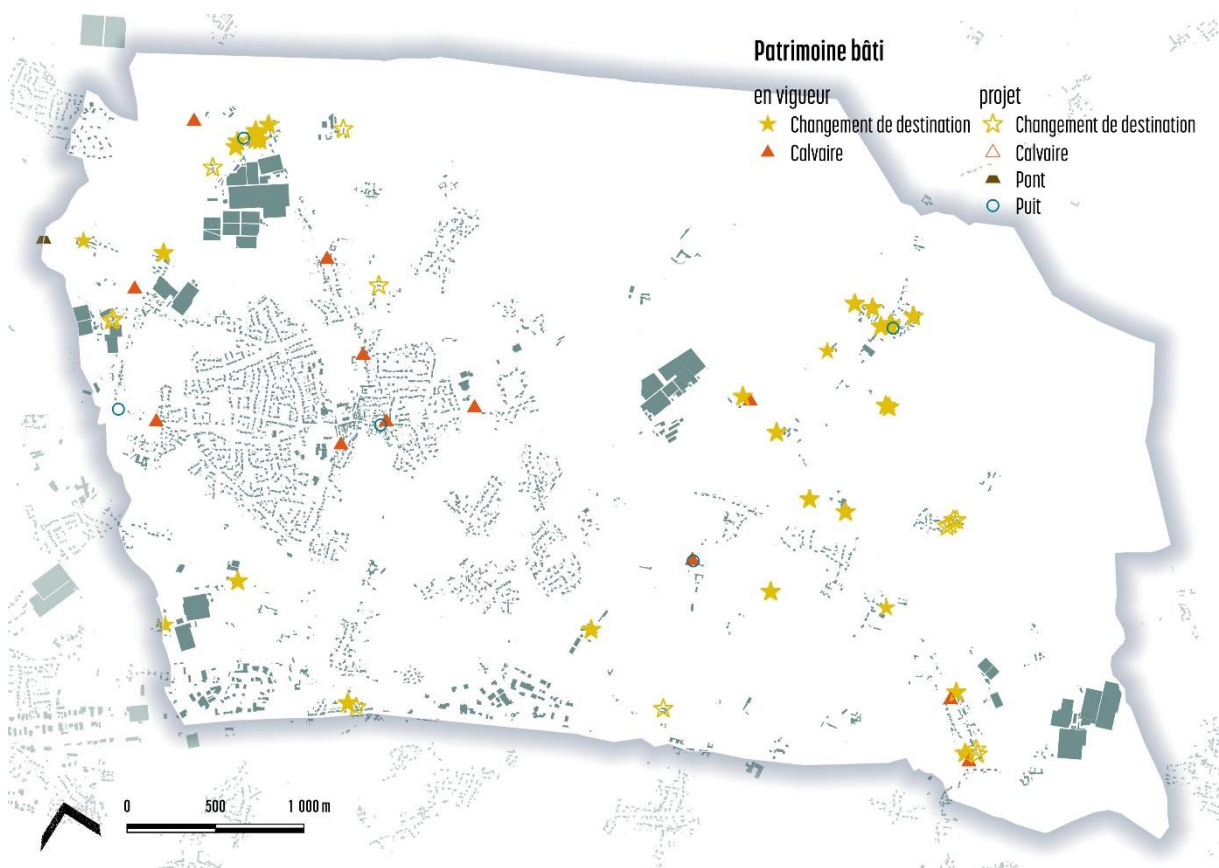 Patrimoine bâti
en vigueur
Changement de destination
Calvaire
projet
Changement de destination
Calvaire
Pont
Puit
0 500 1 000 m